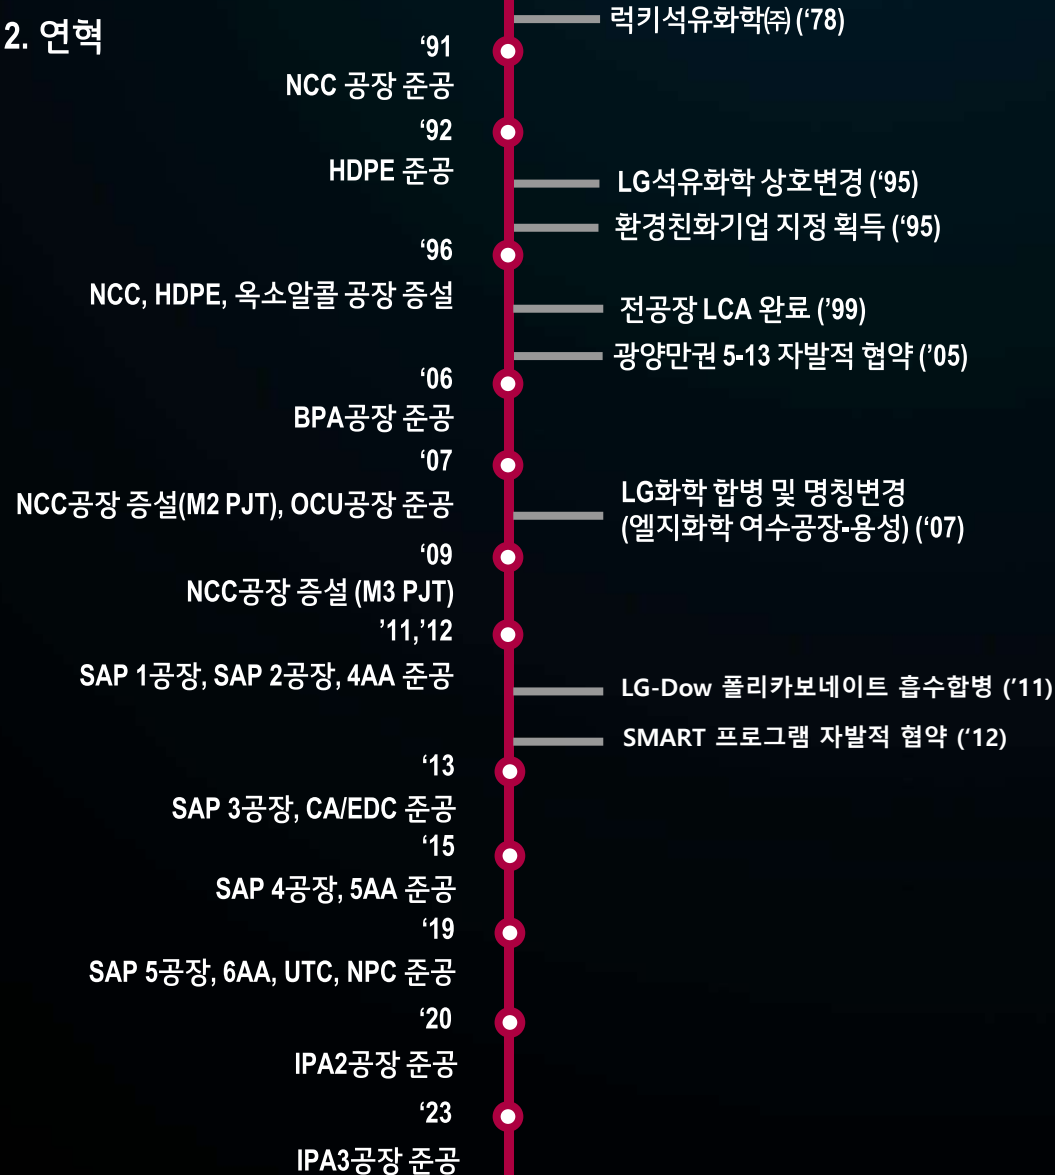 럭키석유화학㈜ (‘78)
2. 연혁
‘91
NCC 공장 준공
‘92
HDPE 준공
LG석유화학 상호변경 (‘95)
환경친화기업 지정 획득 (‘95)
‘96
NCC, HDPE, 옥소알콜 공장 증설
전공장 LCA 완료 (’99)
광양만권 5-13 자발적 협약 (’05)
‘06
BPA공장 준공
‘07
NCC공장 증설(M2 PJT), OCU공장 준공
LG화학 합병 및 명칭변경
(엘지화학 여수공장-용성) (‘07)
‘09
NCC공장 증설 (M3 PJT)
’11,’12
SAP 1공장, SAP 2공장, 4AA 준공
LG-Dow 폴리카보네이트 흡수합병 (’11)
SMART 프로그램 자발적 협약 (‘12)
‘13
SAP 3공장, CA/EDC 준공
‘15
SAP 4공장, 5AA 준공
‘19
SAP 5공장, 6AA, UTC, NPC 준공
‘20
IPA2공장 준공
‘23
IPA3공장 준공